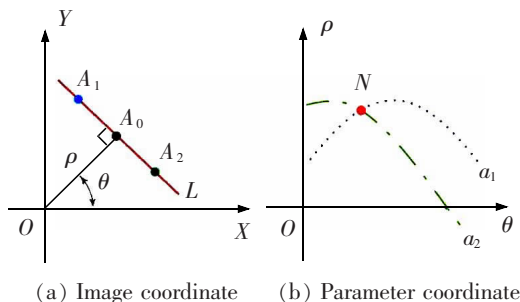 Y
A1
A0
ρ
A2
θ
L
O
X
(a) Image coordinate
ρ
N
a1
O
θ
a2
(b) Parameter coordinate